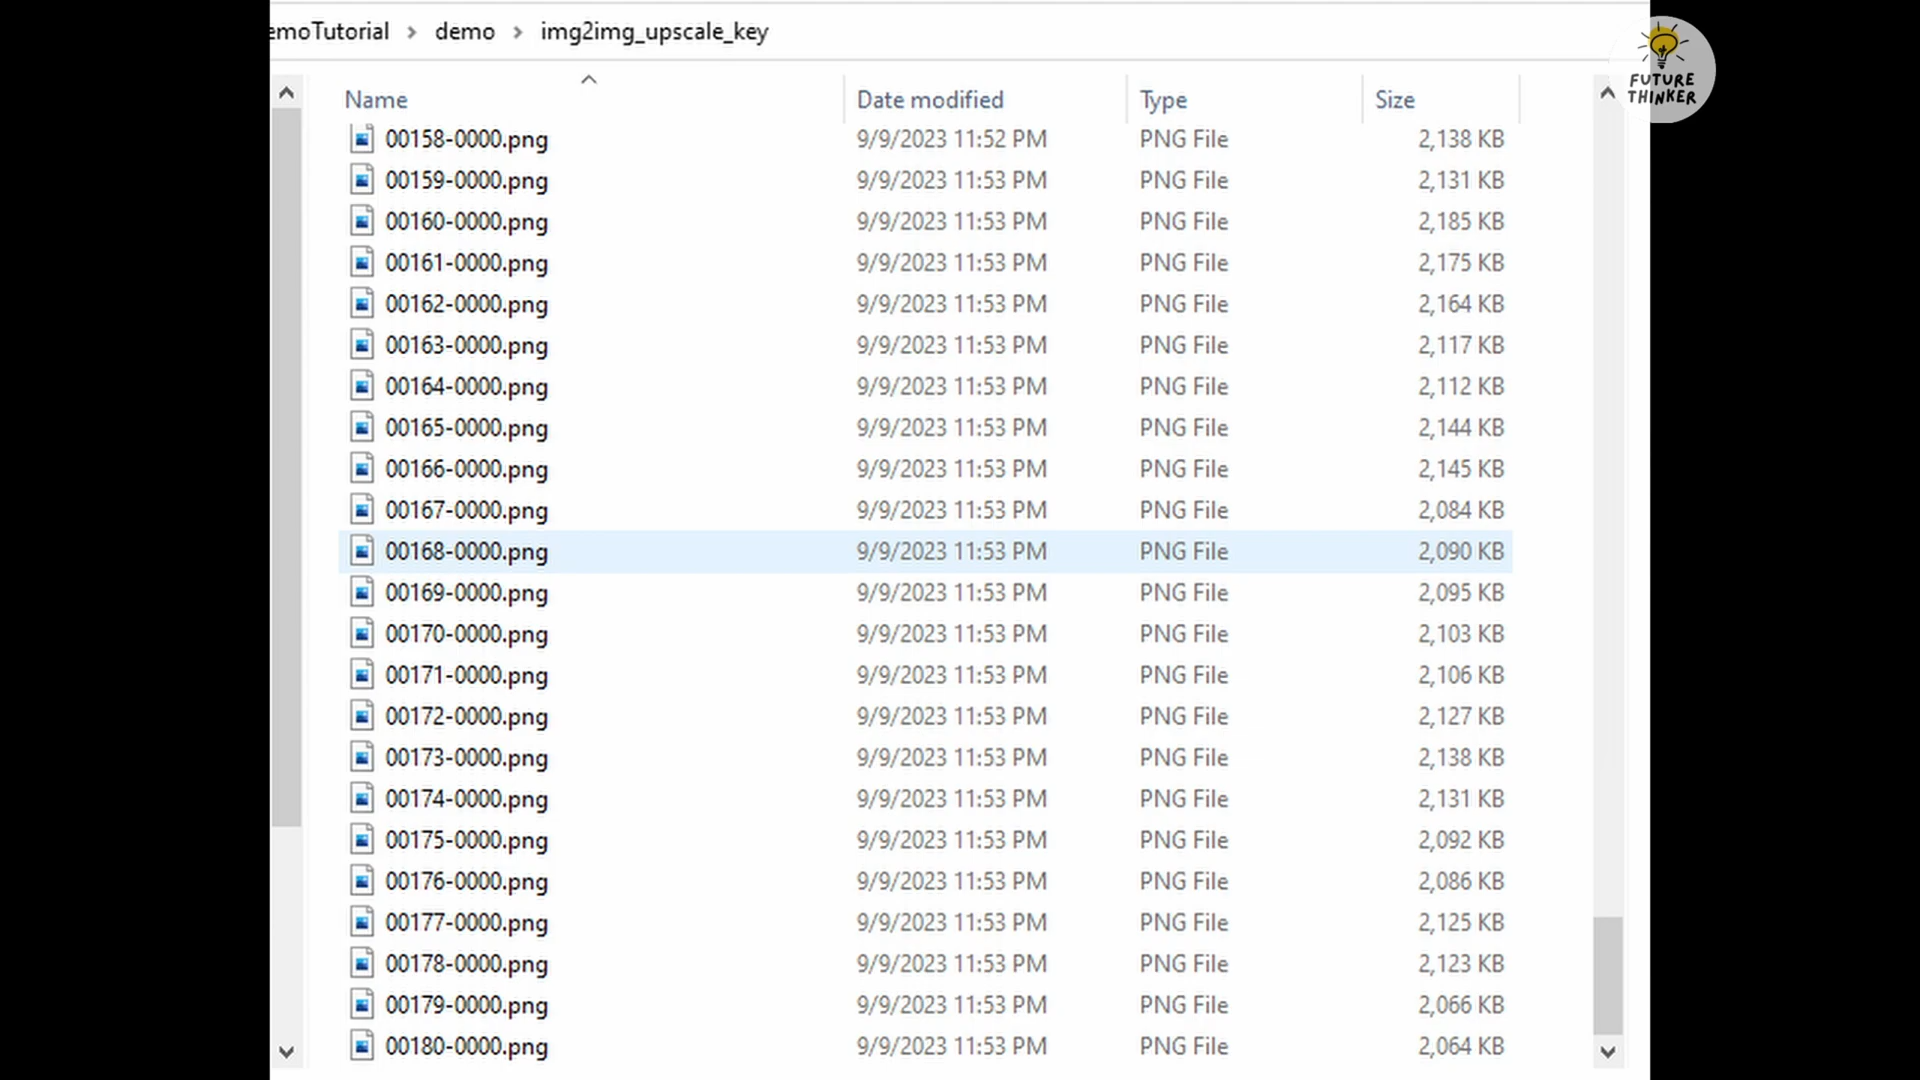 emoTutorial > demo > img2img_upscale_key
FUTURE
THINKER
Name Date modified Type Size
00158-0000.png 9/9/2023 11:52 PM PNG File 2,138 KB
00159-0000.png 9/9/2023 11:53 PM PNG File 2,131 KB
00160-0000.png 9/9/2023 11:53 PM PNG File 2,185 KB
00161-0000.png 9/9/2023 11:53 PM PNG File 2,175 KB
00162-0000.png 9/9/2023 11:53 PM PNG File 2,164 KB
00163-0000.png 9/9/2023 11:53 PM PNG File 2,117 KB
00164-0000.png 9/9/2023 11:53 PM PNG File 2,112 KB
00165-0000.png 9/9/2023 11:53 PM PNG File 2,144 KB
00166-0000.png 9/9/2023 11:53 PM PNG File 2,145 KB
00167-0000.png 9/9/2023 11:53 PM PNG File 2,084 KB
00168-0000.png 9/9/2023 11:53 PM PNG File 2,090 KB
00169-0000.png 9/9/2023 11:53 PM PNG File 2,095 KB
00170-0000.png 9/9/2023 11:53 PM PNG File 2,103 KB
00171-0000.png 9/9/2023 11:53 PM PNG File 2,106 KB
00172-0000.png 9/9/2023 11:53 PM PNG File 2,127 KB
00173-0000.png 9/9/2023 11:53 PM PNG File 2,138 KB
00174-0000.png 9/9/2023 11:53 PM PNG File 2,131 KB
00175-0000.png 9/9/2023 11:53 PM PNG File 2,092 KB
00176-0000.png 9/9/2023 11:53 PM PNG File 2,086 KB
00177-0000.png 9/9/2023 11:53 PM PNG File 2,125 KB
00178-0000.png 9/9/2023 11:53 PM PNG File 2,123 KB
00179-0000.png 9/9/2023 11:53 PM PNG File 2,066 KB
00180-0000.png 9/9/2023 11:53 PM PNG File 2,064 KB